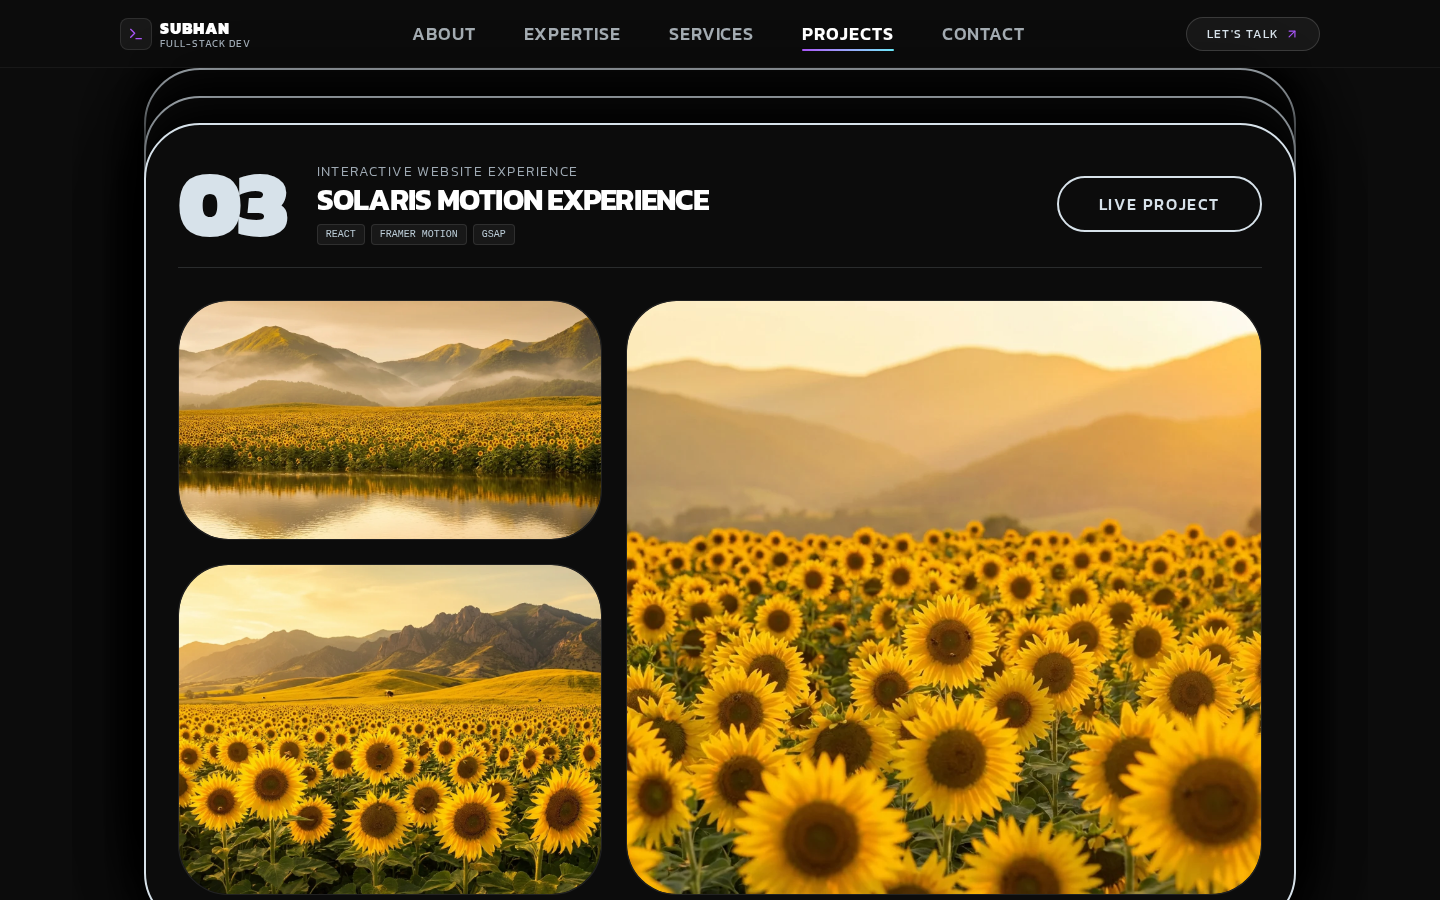 SUBHAN
FULL-STACK DEV
ABOUT
EXPERTISE
SERVICES
PROJECTS
CONTACT
LET'S TALK
03
INTERACTIVE WEBSITE EXPERIENCE
SOLARIS MOTION EXPERIENCE
REACT
FRAMER MOTION
GSAP
LIVE PROJECT